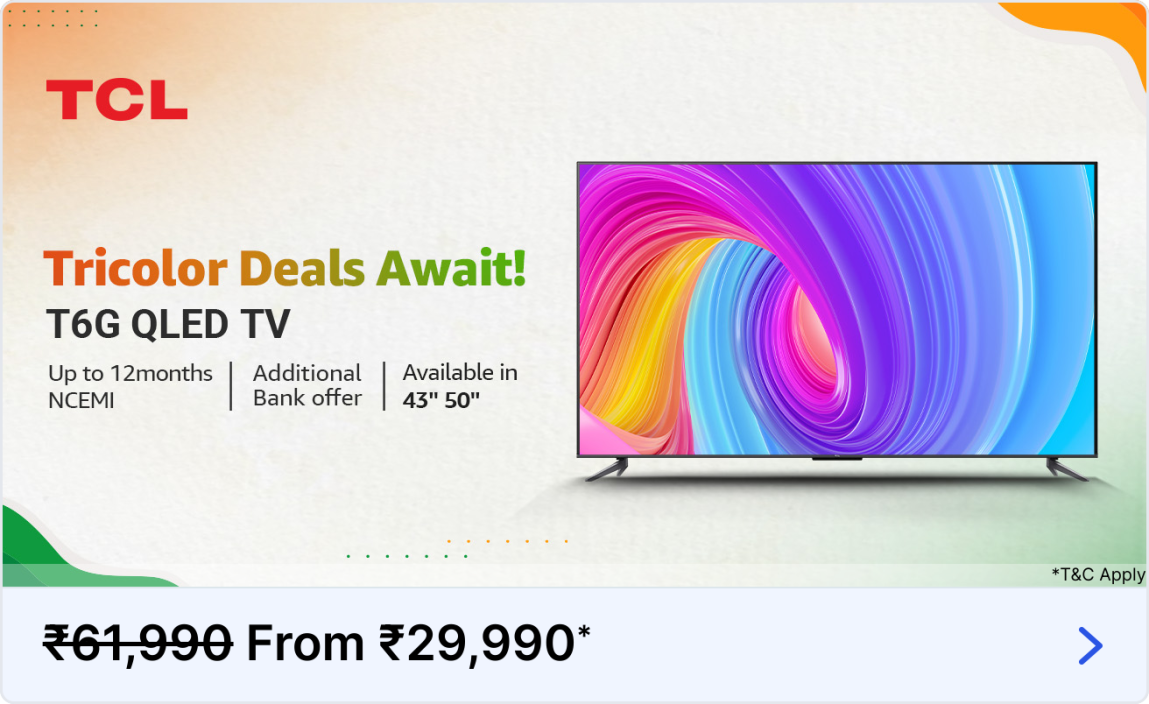 TCL
Tricolor Deals Await!
T6G QLED TV
Up to 12months
NCEMI
Additional
Bank offer
Available in
43" 50"
*T&C Apply
₹61,990 From ₹29,990*